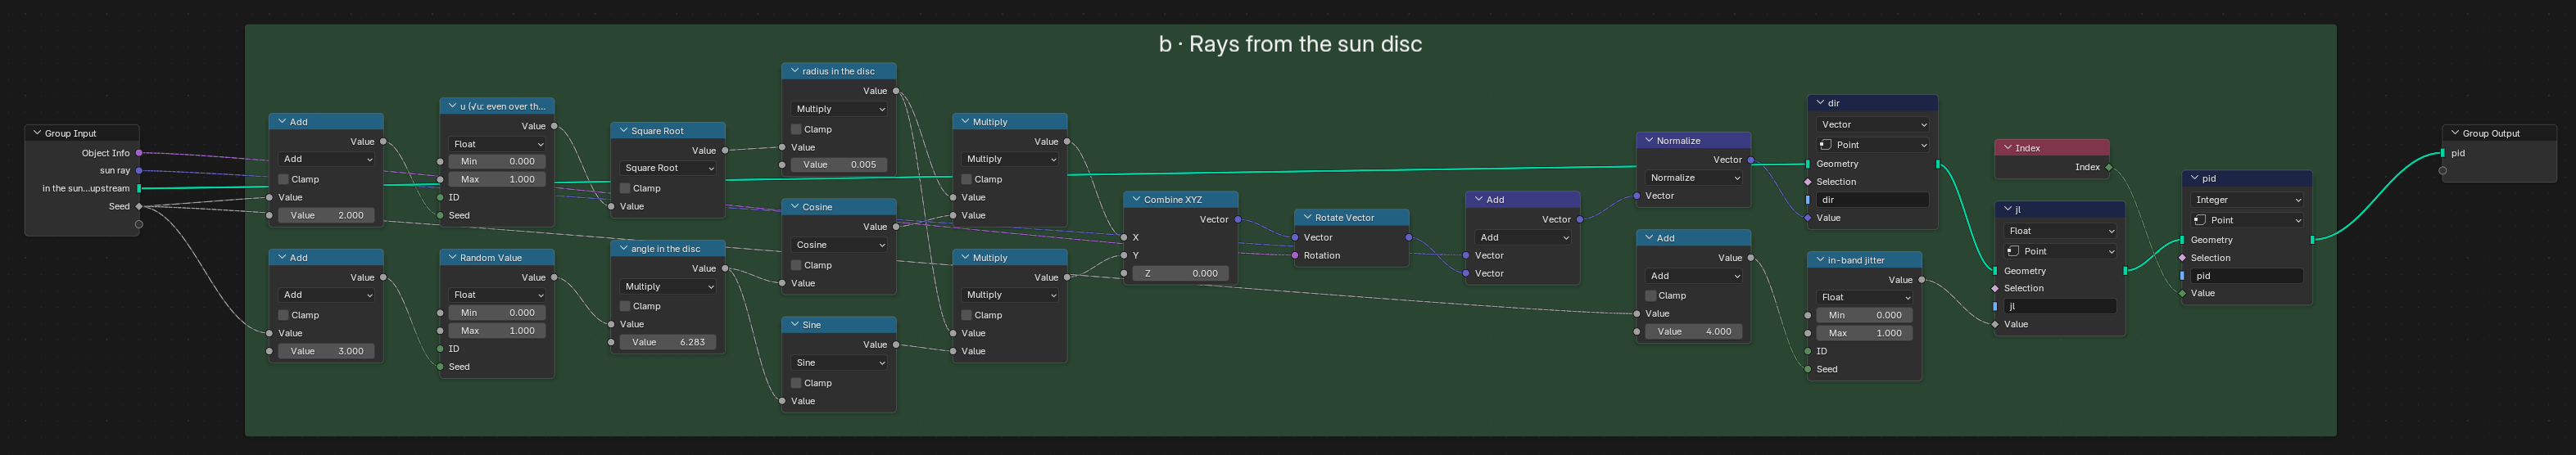 b · Rays from the sun disc
Group Input
Object Info
sun ray
in the sun...upstream
Seed
Add
Value
Add
Clamp
Value
Value 2.000
Add
Value
Add
Clamp
Value
Value 3.000
u (√u: even over th...
Value
Float
Min 0.000
Max 1.000
ID
Seed
Random Value
Value
Float
Min 0.000
Max 1.000
ID
Seed
Square Root
Value
Square Root
Clamp
Value
angle in the disc
Value
Multiply
Clamp
Value
Value 6.283
radius in the disc
Value
Multiply
Clamp
Value
Value 0.005
Cosine
Value
Cosine
Clamp
Value
Sine
Value
Sine
Clamp
Value
Multiply
Value
Multiply
Clamp
Value
Value
Multiply
Value
Multiply
Clamp
Value
Value
Combine XYZ
Vector
X
Y
Z 0.000
Rotate Vector
Vector
Rotation
Add
Vector
Add
Vector
Vector
Normalize
Vector
Normalize
Vector
Add
Value
Add
Clamp
Value
Value 4.000
dir
Vector
Point
Geometry
Selection
dir
Value
in-band jitter
Value
Float
Min 0.000
Max 1.000
ID
Seed
Index
Index
jl
Float
Point
Geometry
Selection
jl
Value
pid
Integer
Point
Geometry
Selection
pid
Value
Group Output
pid